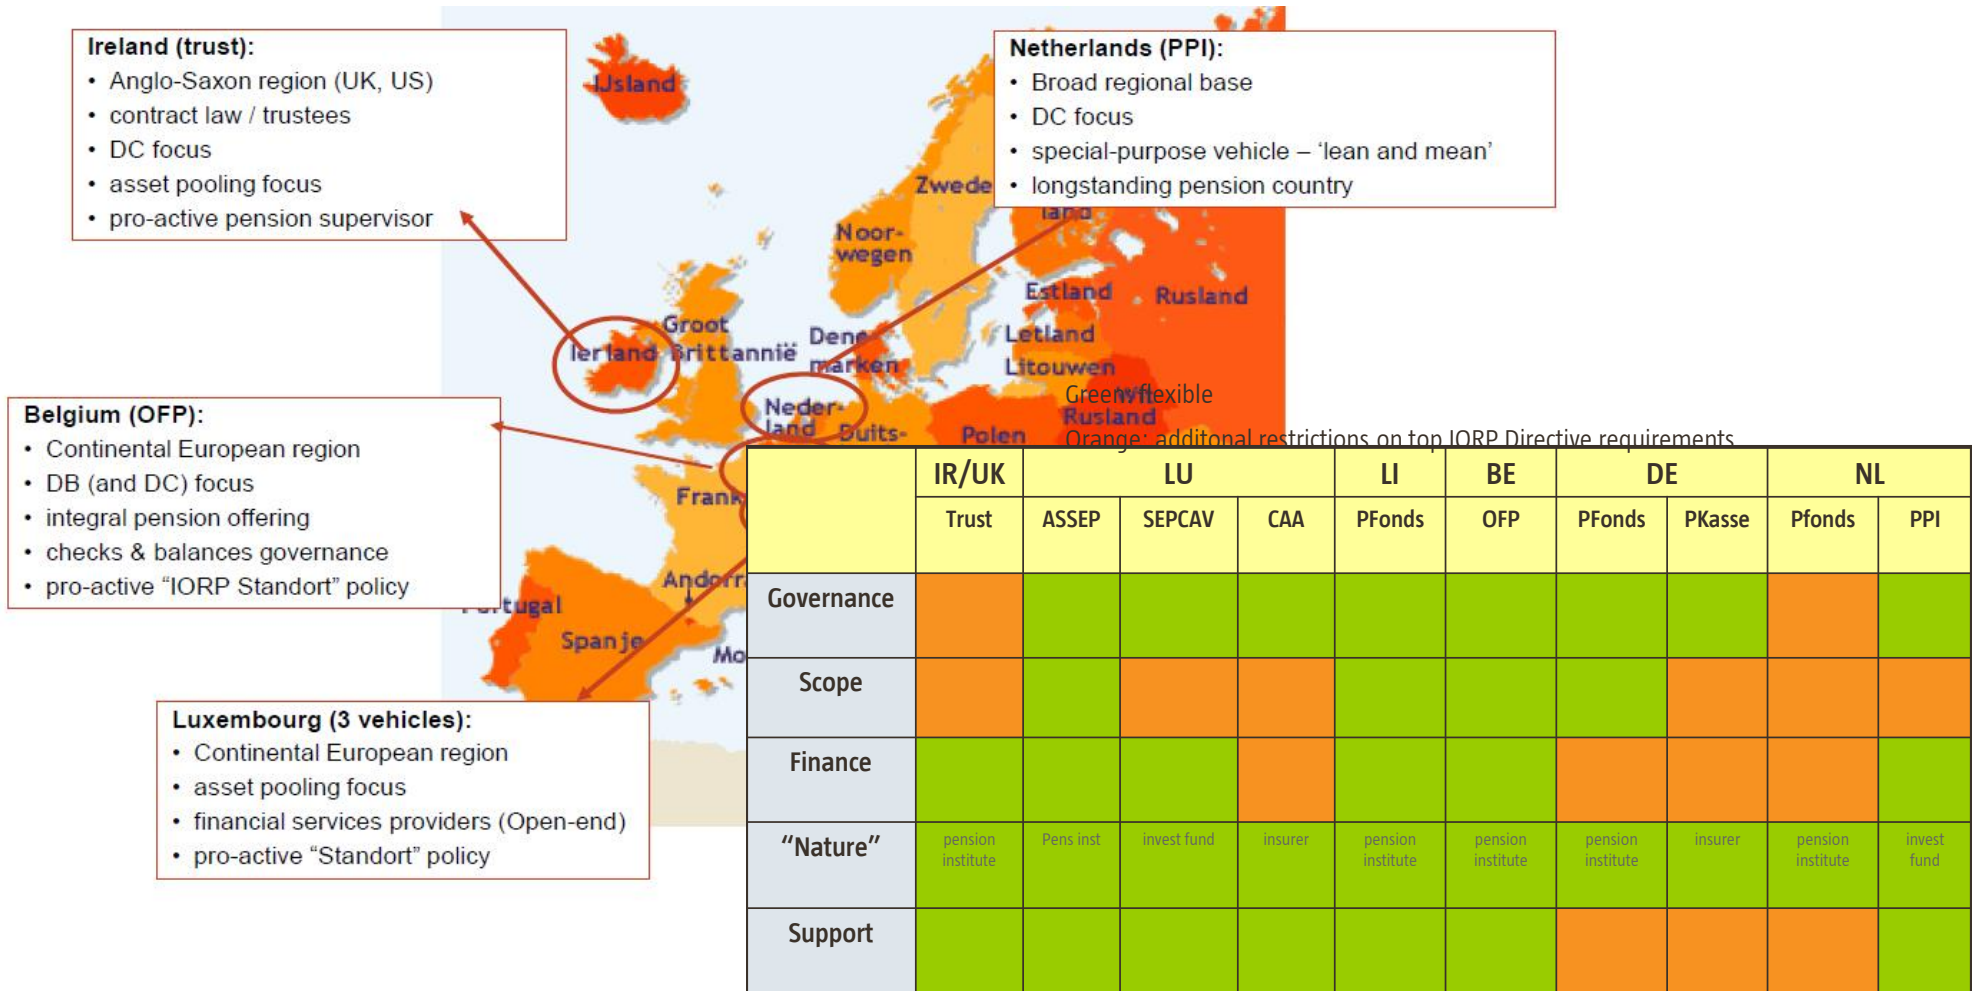 Ireland (trust):
• Anglo-Saxon region (UK, US)
• contract law / trustees
• DC focus
• asset pooling focus
• pro-active pension supervisor
Netherlands (PPI):
• Broad regional base
• DC focus
• special-purpose vehicle – ‘lean and mean’
• longstanding pension country
Belgium (OFP):
• Continental European region
• DB (and DC) focus
• integral pension offering
• checks & balances governance
• pro-active “IORP Standort” policy
Luxembourg (3 vehicles):
• Continental European region
• asset pooling focus
• financial services providers (Open-end)
• pro-active “Standort” policy
IJsland
Zwede
land
Noor-
wegen
Estland
Rusland
Letland
Litouwen
Groot
Brittannië
Ierland
Dene
marken
Neder-
land
Duits-
Polen
Rusland
Frank
Andorr
Spanje
tugal
Mo
Green: flexible
Orange: additonal restrictions on top IORP Directive requirements
IR/UK LU LI BE DE NL
Trust ASSEP SEPCAV CAA PFonds OFP PFonds PKasse Pfonds PPI
Governance
Scope
Finance
“Nature” pension institute Pens inst invest fund insurer pension institute pension institute pension institute insurer pension institute invest fund
Support